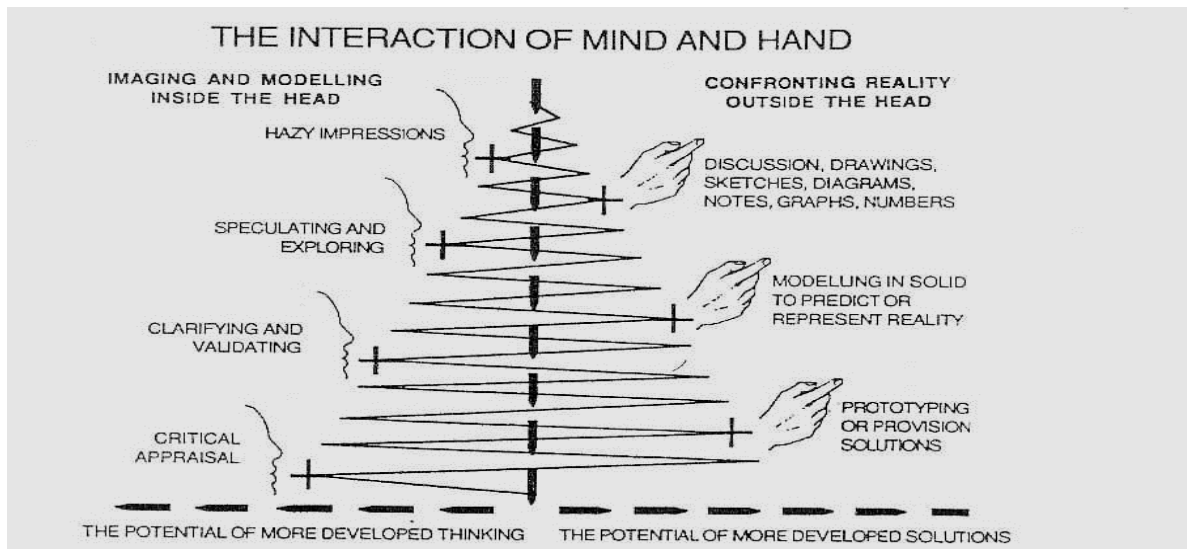 THE INTERACTION OF MIND AND HAND
IMAGING AND MODELLING
INSIDE THE HEAD
CONFRONTING REALITY
OUTSIDE THE HEAD
HAZY IMPRESSIONS
DISCUSSION, DRAWINGS,
SKETCHES, DIAGRAMS,
NOTES, GRAPHS, NUMBERS
SPECULATING AND
EXPLORING
MODELLING IN SOLID
TO PREDICT OR
REPRESENT REALITY
CLARIFYING AND
VALIDATING
PROTOTYPING
OR PROVISION
SOLUTIONS
CRITICAL
APPRAISAL
THE POTENTIAL OF MORE DEVELOPED THINKING
THE POTENTIAL OF MORE DEVELOPED SOLUTIONS